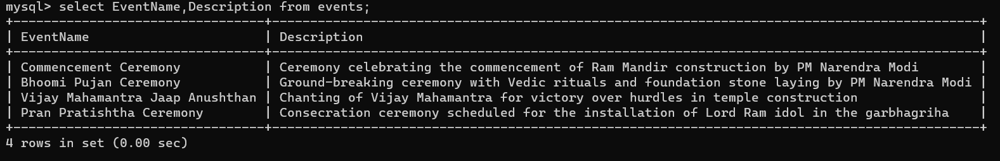 mysql> select EventName,Description from events;
+---------------------------------+---------------------------------------------------------------------------------------------+
| EventName                       | Description                                                                                 |
+---------------------------------+---------------------------------------------------------------------------------------------+
| Commencement Ceremony           | Ceremony celebrating the commencement of Ram Mandir construction by PM Narendra Modi        |
| Bhoomi Pujan Ceremony           | Ground-breaking ceremony with Vedic rituals and foundation stone laying by PM Narendra Modi |
| Vijay Mahamantra Jaap Anushthan | Chanting of Vijay Mahamantra for victory over hurdles in temple construction                |
| Pran Pratishtha Ceremony        | Consecration ceremony scheduled for the installation of Lord Ram idol in the garbhagriha    |
+---------------------------------+---------------------------------------------------------------------------------------------+
4 rows in set (0.00 sec)